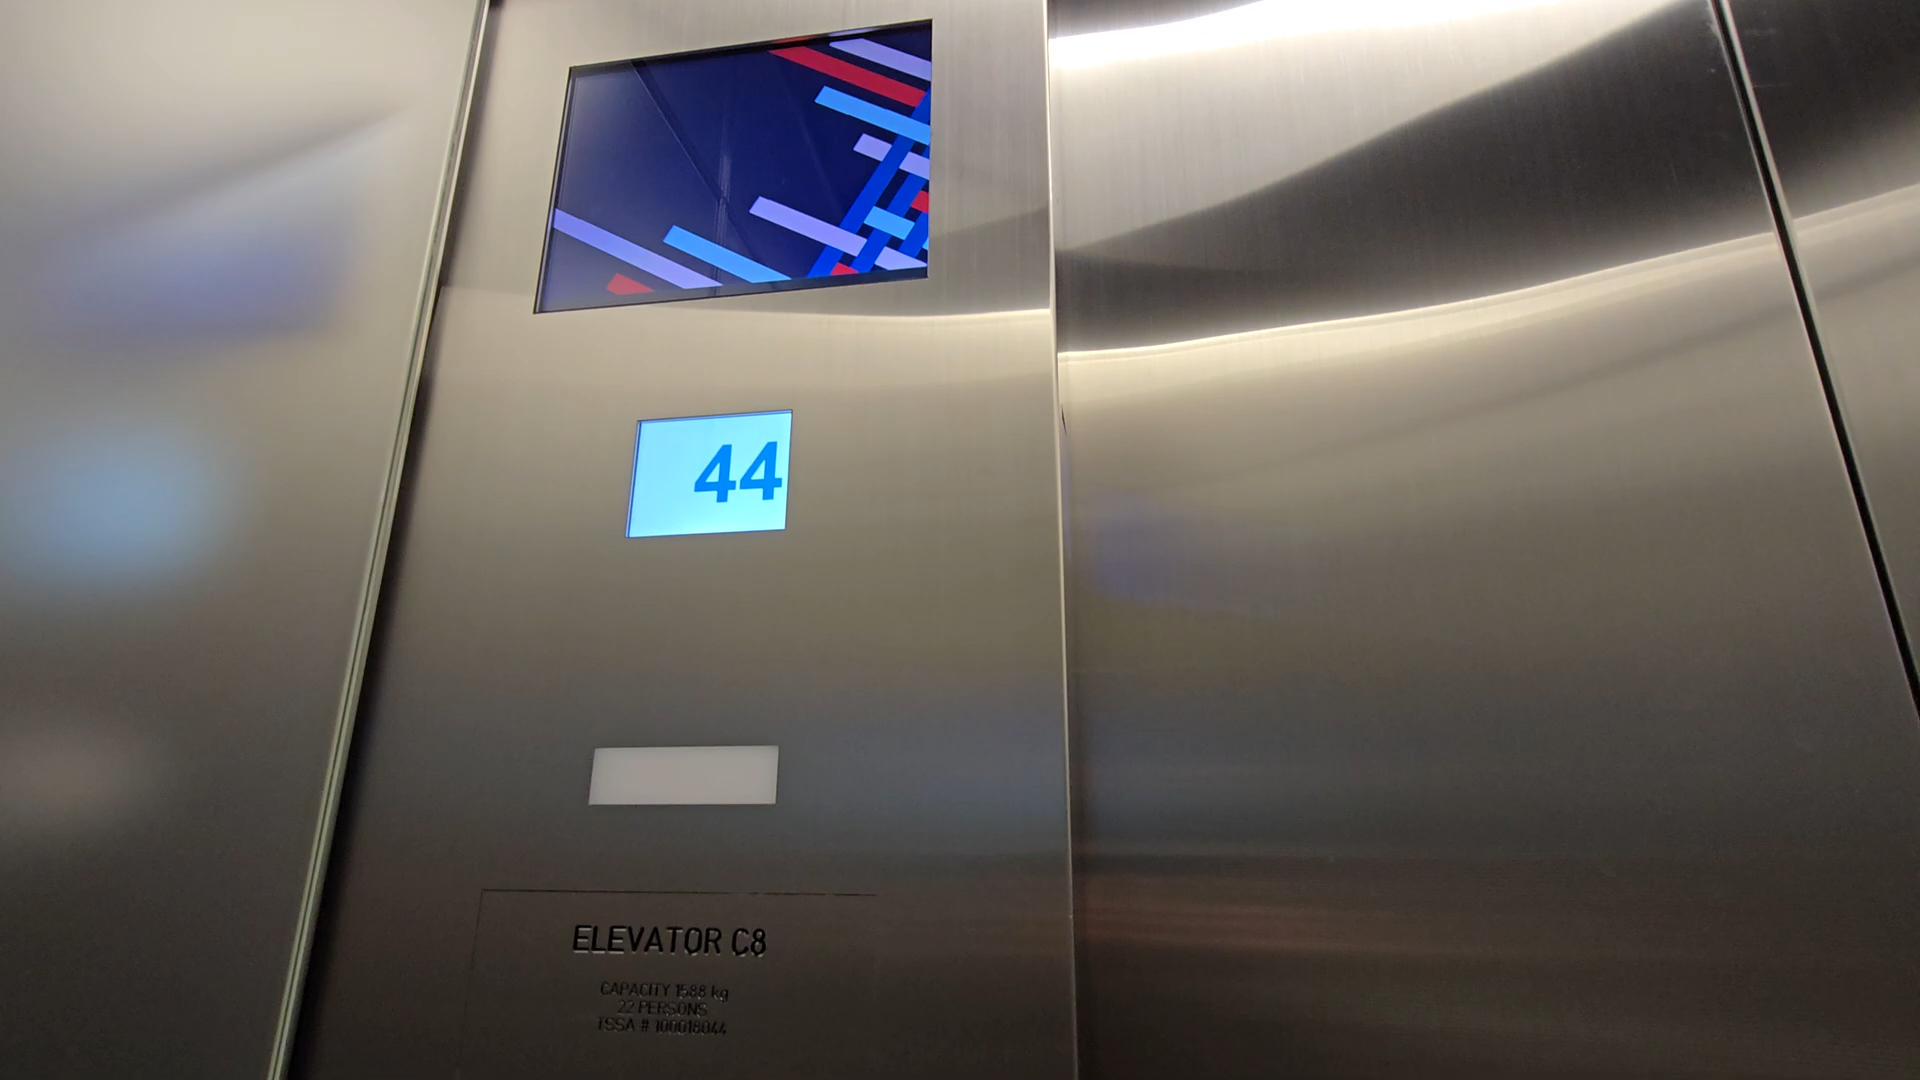 44
ELEVATOR C8
CAPACITY 1588 kg
22 PERSONS
TSSA # 100018044